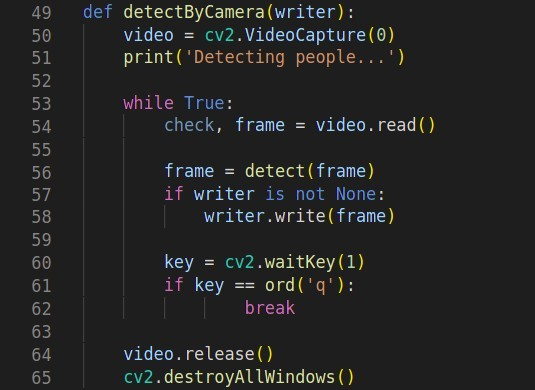 49 def detectByCamera(writer):
50     video = cv2.VideoCapture(0)
51     print('Detecting people...')
52
53     while True:
54         check, frame = video.read()
55
56         frame = detect(frame)
57         if writer is not None:
58             writer.write(frame)
59
60         key = cv2.waitKey(1)
61         if key == ord('q'):
62                 break
63
64     video.release()
65     cv2.destroyAllWindows()